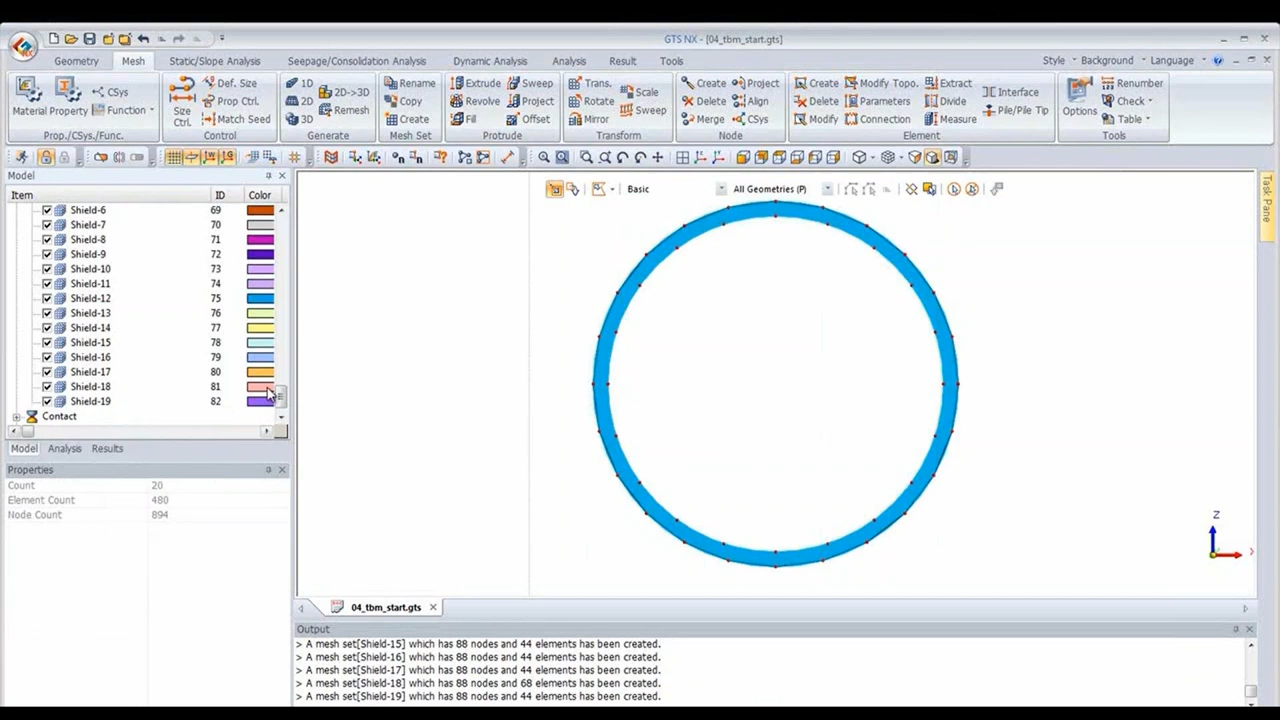 GTS NX - [04_tbm_start.gts]
Geometry Mesh Static/Slope Analysis Seepage/Consolidation Analysis Dynamic Analysis Analysis Result Tools Style Background Language
CSys Def. Size 1D 2D->3D Rename Extrude Sweep Trans. Scale Create Project Create Modify Topo. Extract Interface Renumber
Prop Ctrl. 2D Copy Revolve Project Rotate Delete Align Delete Parameters Divide Check
Material Property Function Size Ctrl. Match Seed 3D Remesh Create Fill Offset Mirror Sweep Merge CSys Modify Connection Measure Pile/Pile Tip Options Table
Prop./CSys./Func. Control Generate Mesh Set Protrude Transform Node Element Tools
Model
Item ID Color
Basic All Geometries (P)
Task Pane
Shield-6 69
Shield-7 70
Shield-8 71
Shield-9 72
Shield-10 73
Shield-11 74
Shield-12 75
Shield-13 76
Shield-14 77
Shield-15 78
Shield-16 79
Shield-17 80
Shield-18 81
Shield-19 82
Contact
Model Analysis Results
Properties
Count 20
Element Count 480
Node Count 894
Z
04_tbm_start.gts
Output
> A mesh set[Shield-15] which has 88 nodes and 44 elements has been created.
> A mesh set[Shield-16] which has 88 nodes and 44 elements has been created.
> A mesh set[Shield-17] which has 88 nodes and 44 elements has been created.
> A mesh set[Shield-18] which has 88 nodes and 68 elements has been created.
> A mesh set[Shield-19] which has 88 nodes and 44 elements has been created.